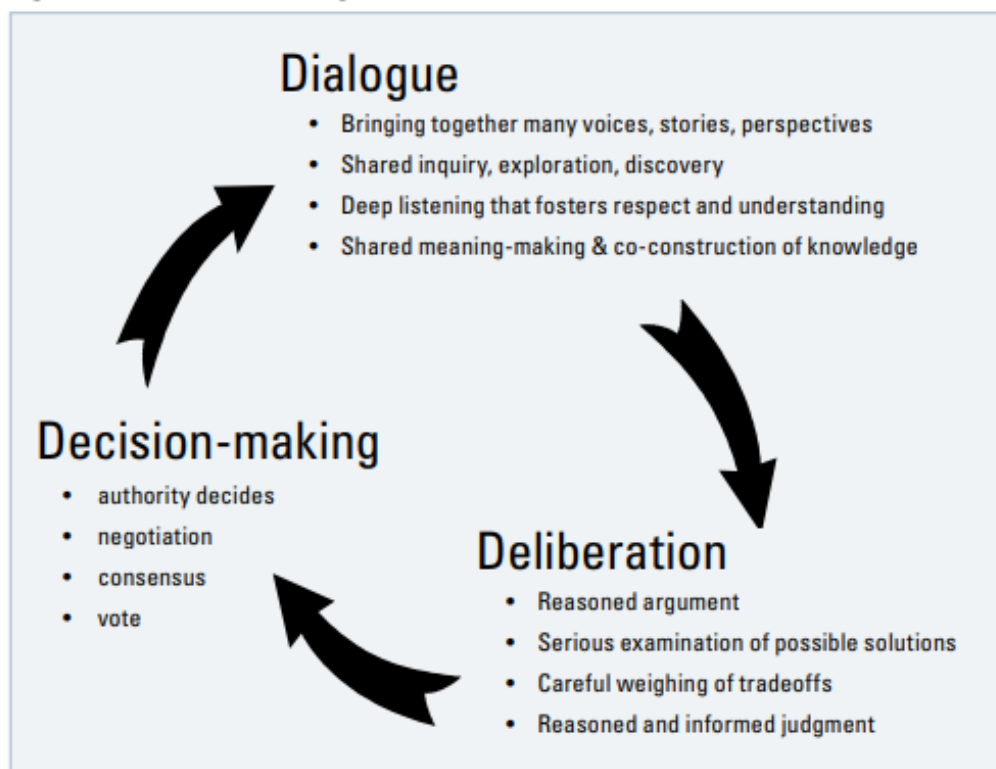 Dialogue
• Bringing together many voices, stories, perspectives
• Shared inquiry, exploration, discovery
• Deep listening that fosters respect and understanding
• Shared meaning-making & co-construction of knowledge
Deliberation
• Reasoned argument
• Serious examination of possible solutions
• Careful weighing of tradeoffs
• Reasoned and informed judgment
Decision-making
• authority decides
• negotiation
• consensus
• vote